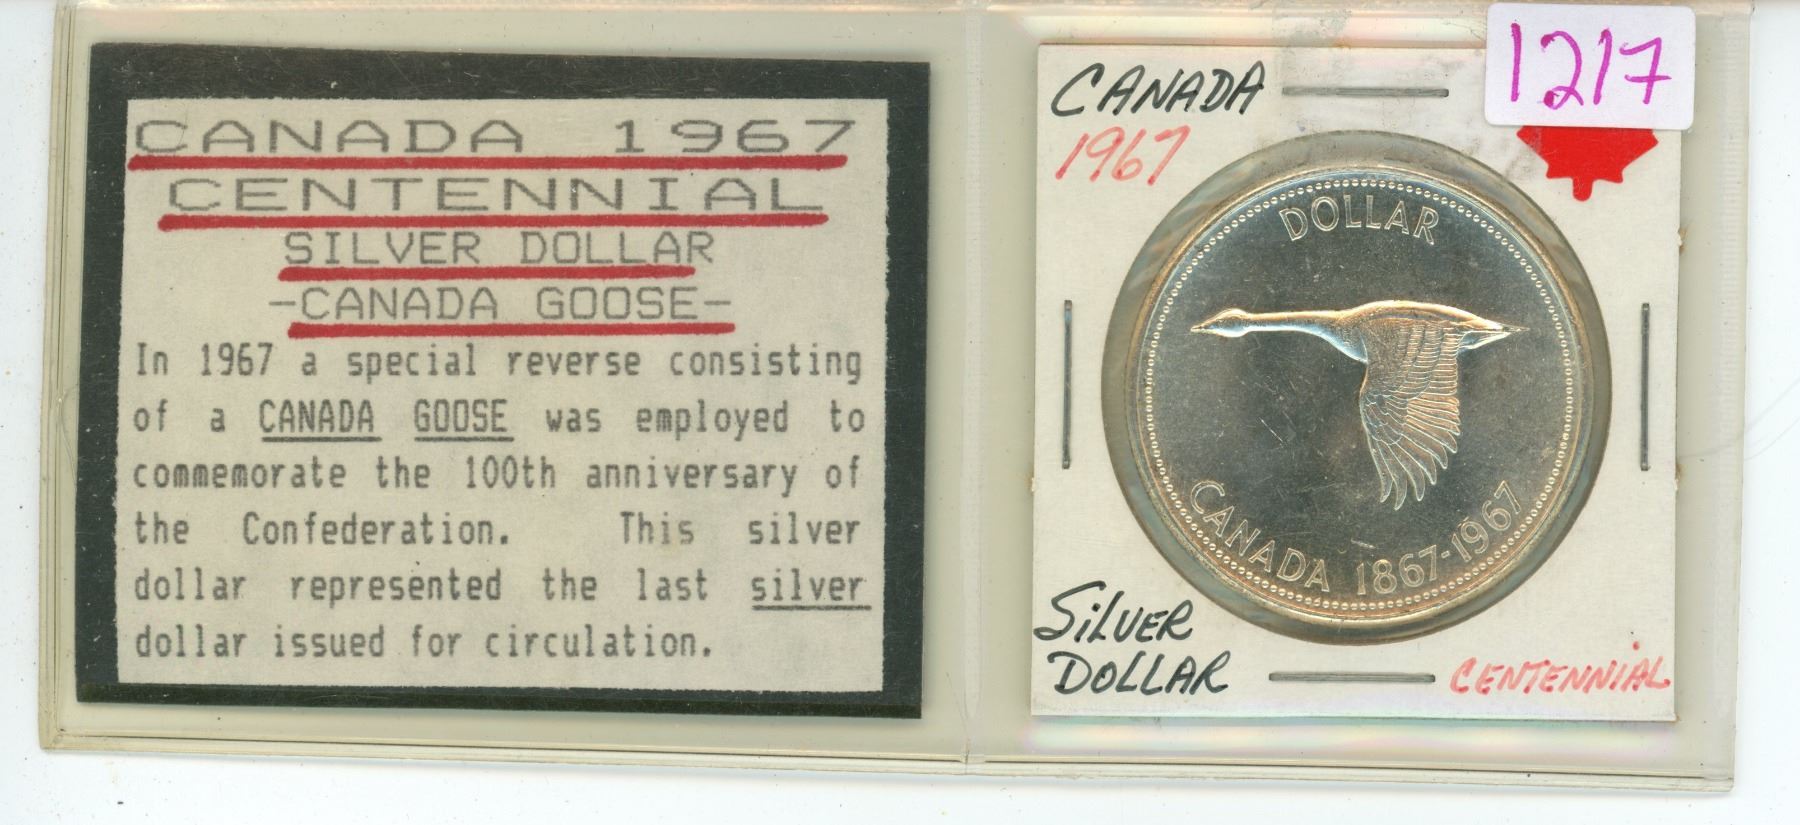 CANADA 1967
CENTENNIAL
SILVER DOLLAR
-CANADA GOOSE-
In 1967 a special reverse consisting
of a CANADA GOOSE was employed to
commemorate the 100th anniversary of
the Confederation. This silver
dollar represented the last silver
dollar issued for circulation.
1217
CANADA
1967
DOLLAR
CANADA 1867-1967
SiLVER
DOLLAR
CENTENNiAL